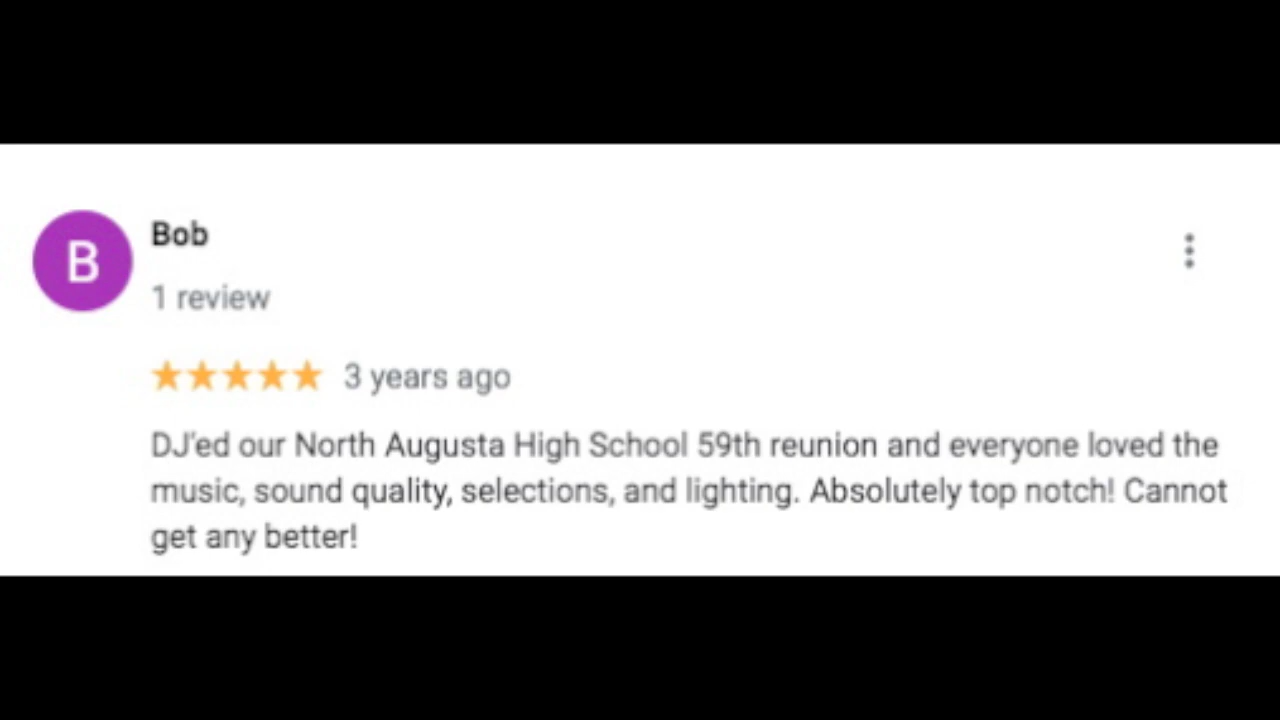 B
Bob
1 review
3 years ago
DJ'ed our North Augusta High School 59th reunion and everyone loved the
music, sound quality, selections, and lighting. Absolutely top notch! Cannot
get any better!